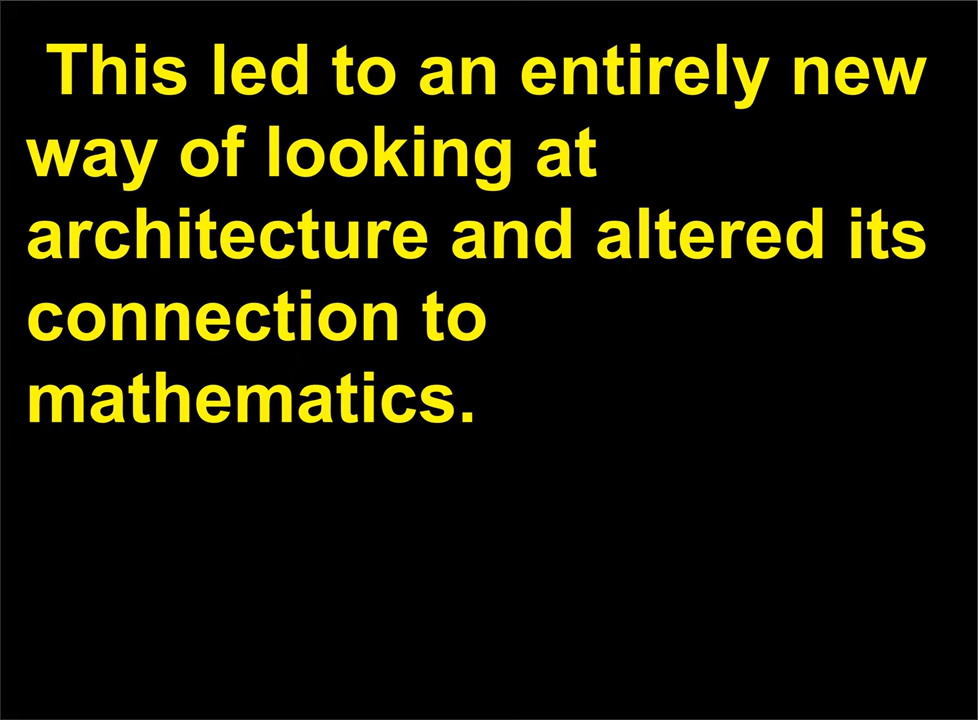 This led to an entirely new
way of looking at
architecture and altered its
connection to
mathematics.